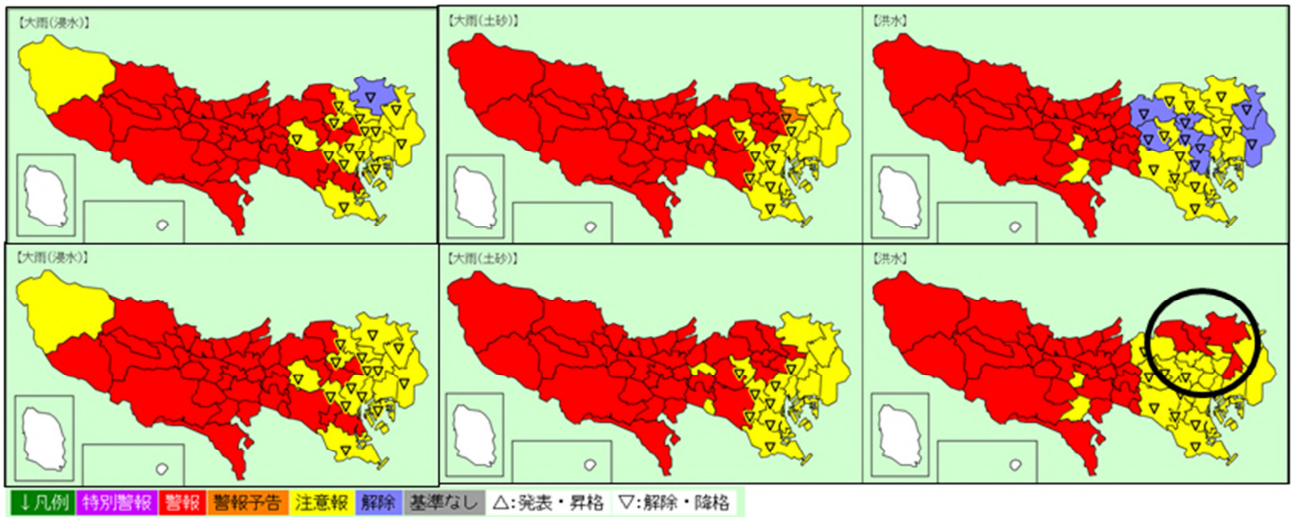 【大雨(浸水)】
【大雨(土砂)】
【洪水】
【大雨(浸水)】
【大雨(土砂)】
【洪水】
↓凡例 特別警報 警報 警報予告 注意報 解除 基準なし △:発表・昇格 ▽:解除・降格